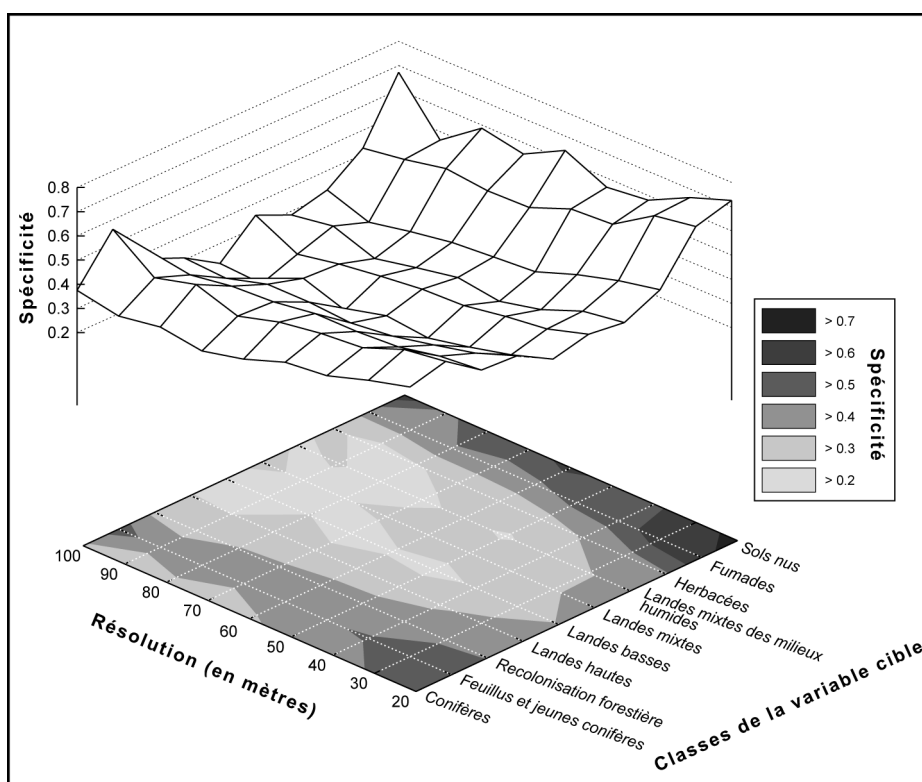 0.8
0.7
0.6
0.5
0.4
0.3
0.2
Spécificité
> 0.7
> 0.6
> 0.5
> 0.4
> 0.3
> 0.2
Spécificité
100
90
80
70
60
50
40
30
20
Résolution (en mètres)
Sols nus
Fumades
Herbacées
Landes mixtes des milieux
humides
Landes mixtes
Landes basses
Landes hautes
Recolonisation forestière
Feuillus et jeunes conifères
Conifères
Classes de la variable cible